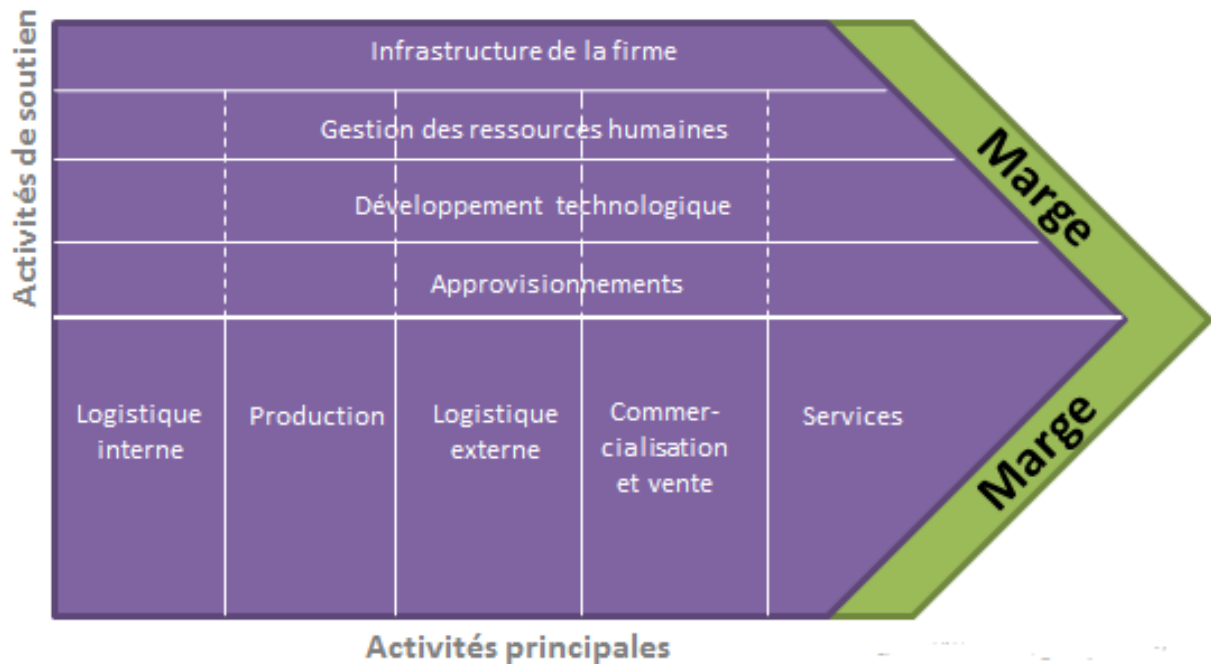 Activités de soutien
Infrastructure de la firme
Gestion des ressources humaines
Développement technologique
Approvisionnements
Logistique
interne
Production
Logistique
externe
Commer-
cialisation
et vente
Services
Marge
Marge
Activités principales